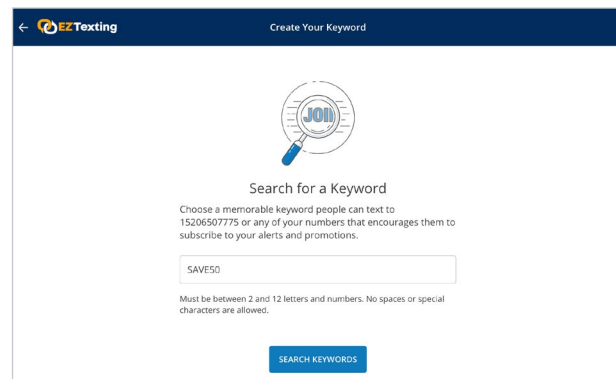 EZTexting
Create Your Keyword
JOIN
Search for a Keyword
Choose a memorable keyword people can text to
15206507775 or any of your numbers that encourages them to
subscribe to your alerts and promotions.
SAVE50
Must be between 2 and 12 letters and numbers. No spaces or special
characters are allowed.
SEARCH KEYWORDS